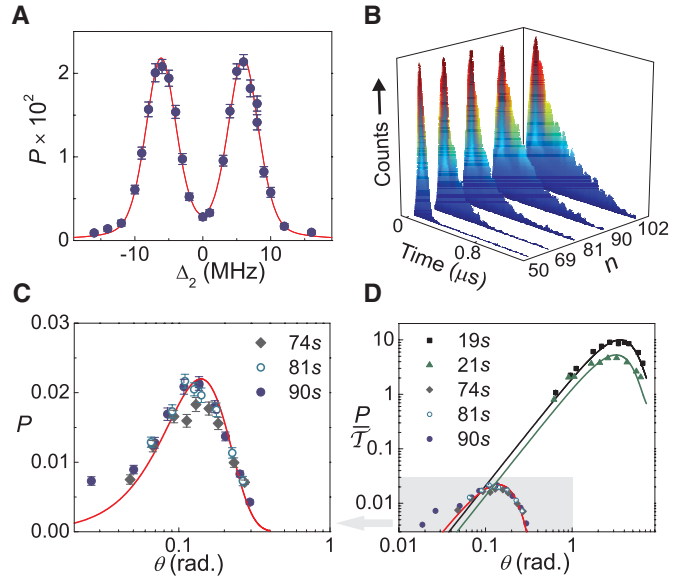 A
P × 10²
2
1
0
-10
0
10
Δ₂ (MHz)
B
Counts
0
Time (μs)
0.8
50
69
81
90
102
n
C
P
0.03
0.02
0.01
0.00
0.1
1
θ (rad.)
74s
81s
90s
D
P
𝒯
10
1
0.1
0.01
0.01
0.1
1
θ (rad.)
19s
21s
74s
81s
90s